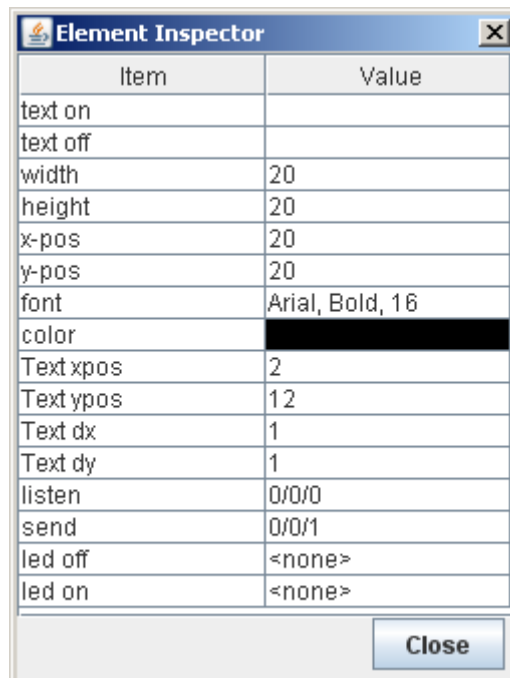 Element Inspector
Item Value
text on
text off
width 20
height 20
x-pos 20
y-pos 20
font Arial, Bold, 16
color
Text xpos 2
Text ypos 12
Text dx 1
Text dy 1
listen 0/0/0
send 0/0/1
led off <none>
led on <none>
Close